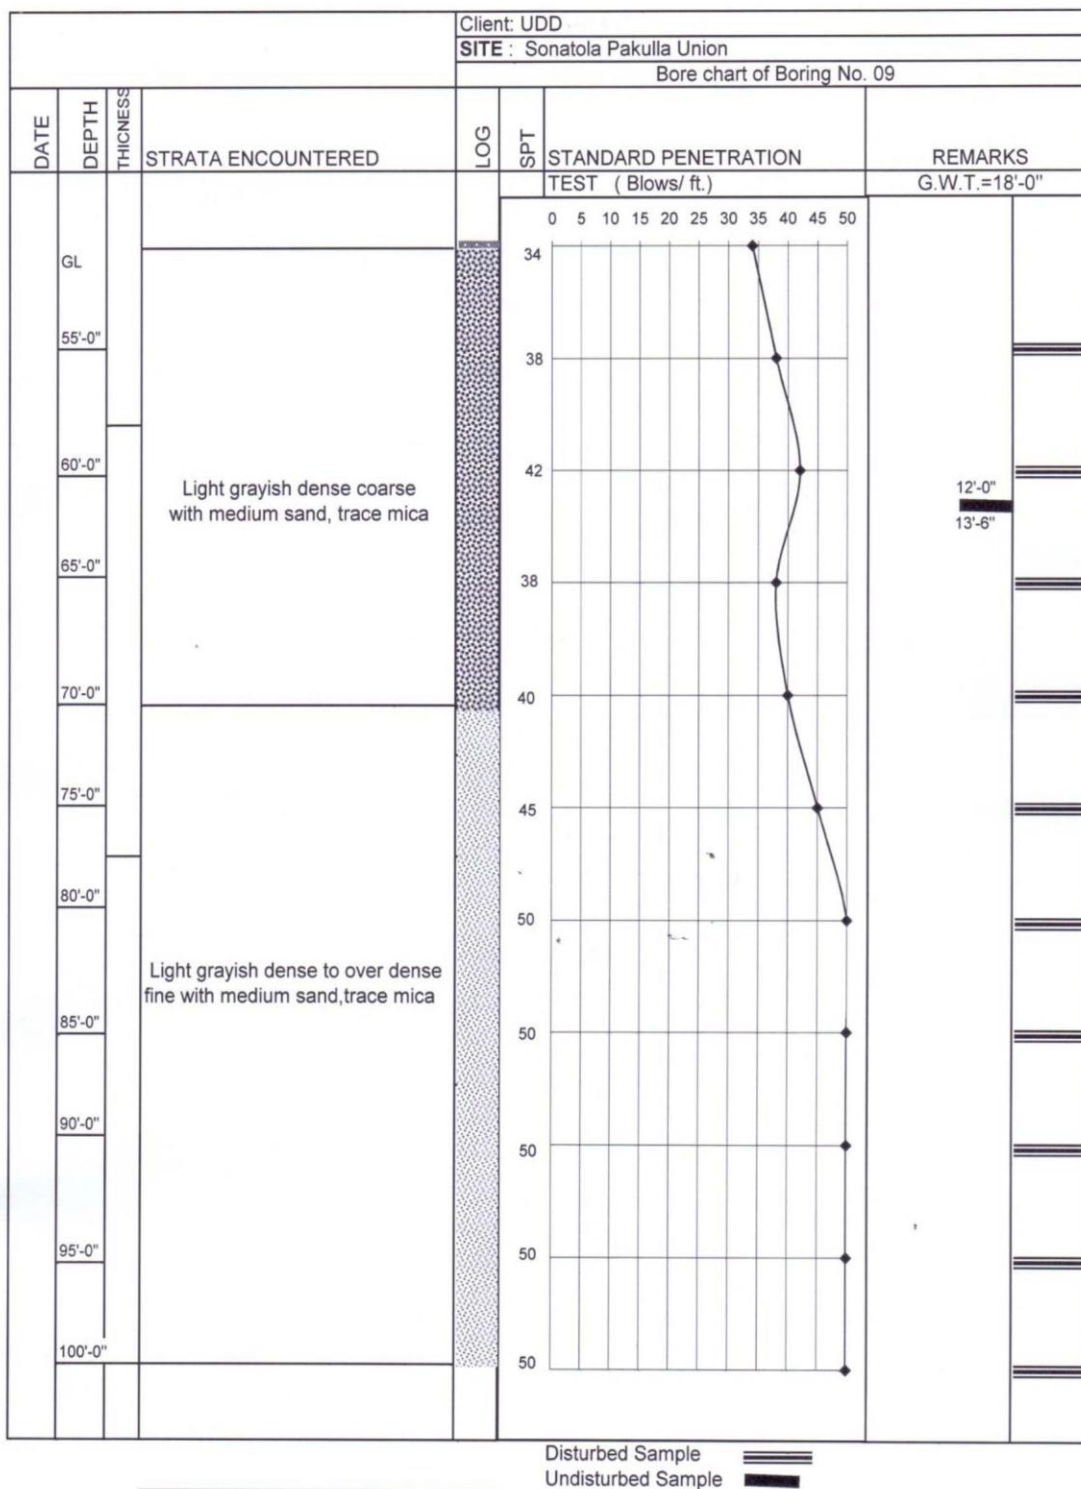 Client: UDD
SITE : Sonatola Pakulla Union
Bore chart of Boring No. 09
DATE
DEPTH
THICNESS
STRATA ENCOUNTERED
LOG
SPT
STANDARD PENETRATION
REMARKS
TEST ( Blows/ ft.)
G.W.T.=18'-0"
0 5 10 15 20 25 30 35 40 45 50
GL
34
55'-0"
38
60'-0"
42
Light grayish dense coarse
with medium sand, trace mica
12'-0"
13'-6"
65'-0"
38
70'-0"
40
75'-0"
45
80'-0"
50
Light grayish dense to over dense
fine with medium sand,trace mica
85'-0"
50
90'-0"
50
95'-0"
50
100'-0"
50
Disturbed Sample
Undisturbed Sample